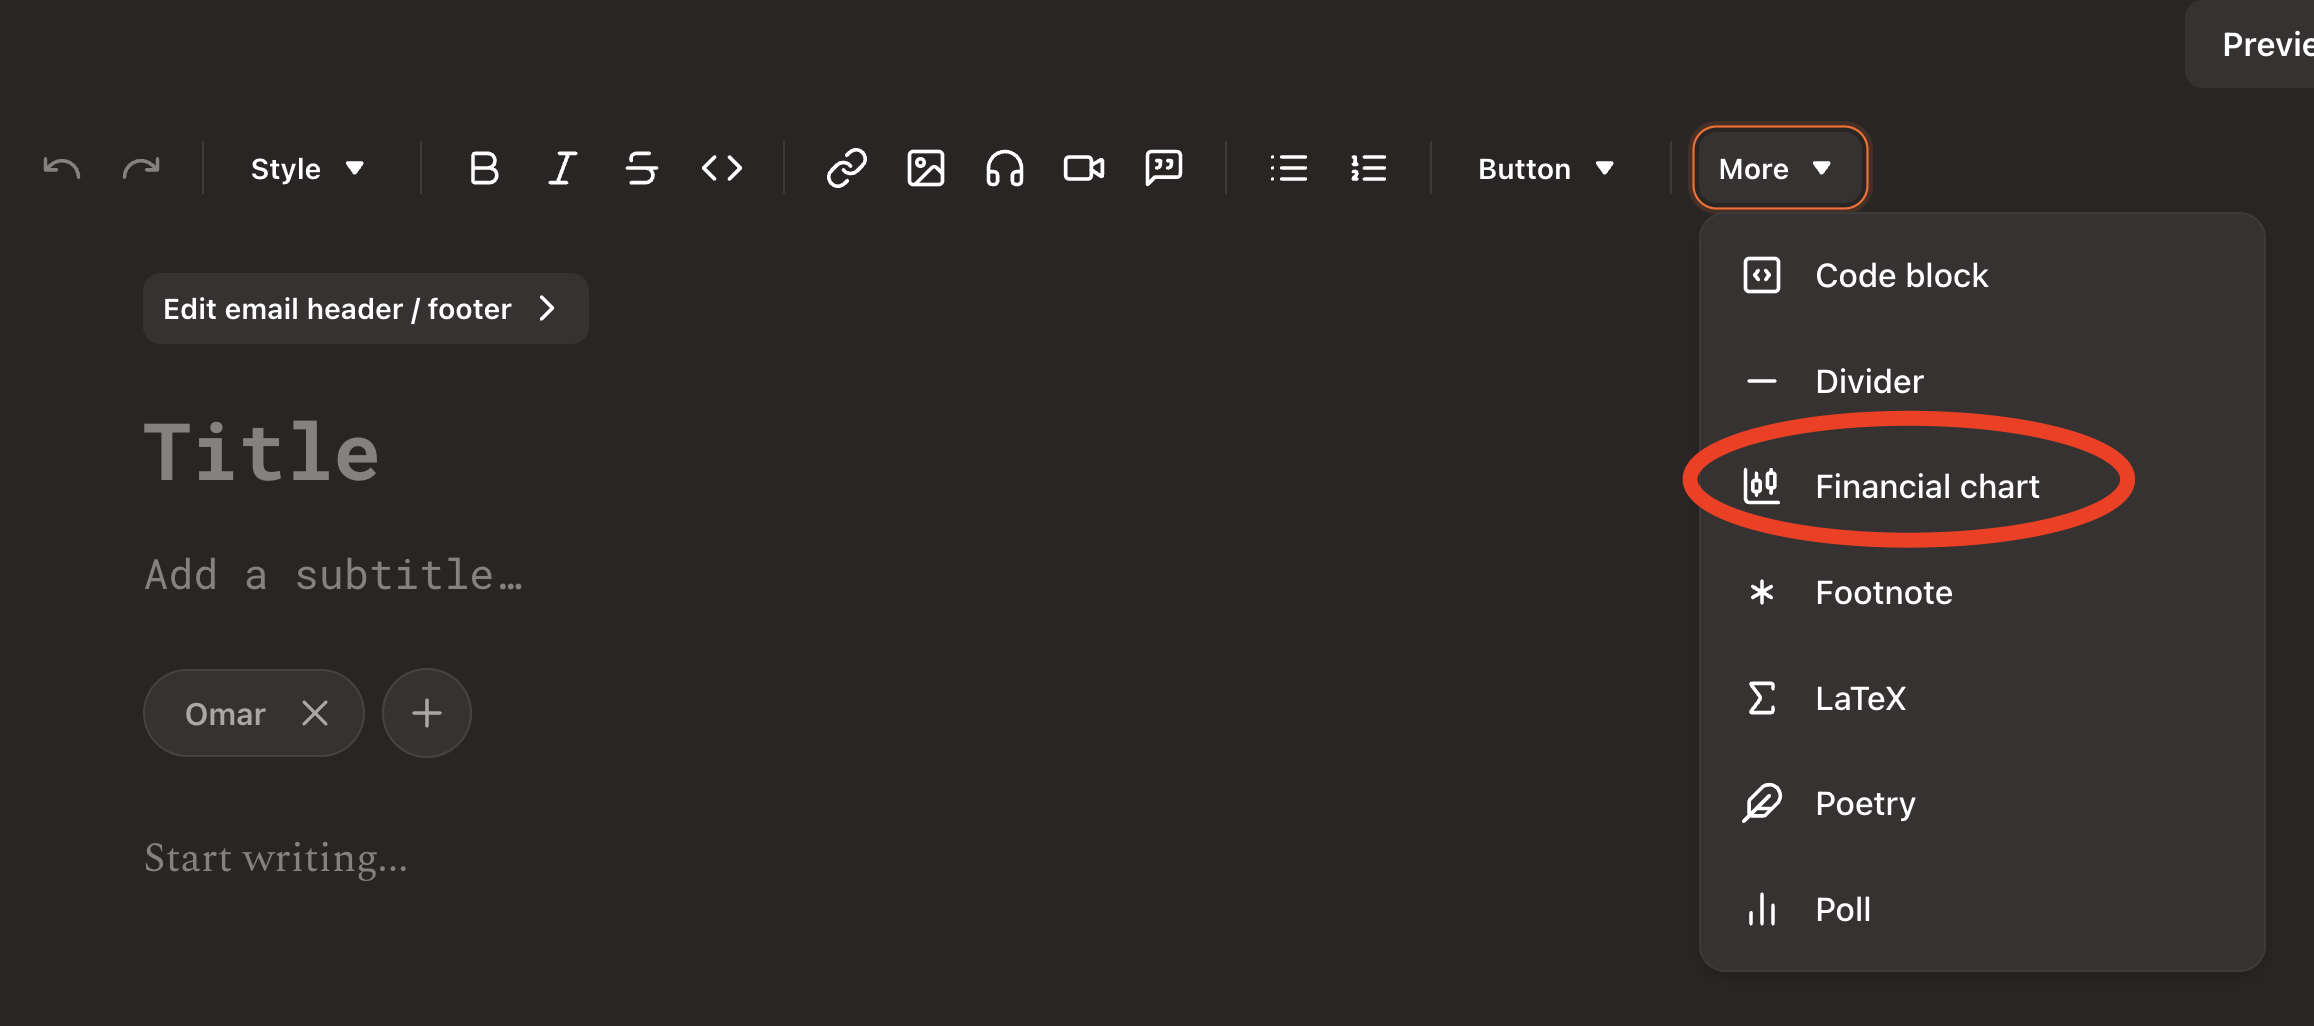 Previe
Style
Button
More
Edit email header / footer
Title
Add a subtitle…
Omar
Start writing...
Code block
Divider
Financial chart
Footnote
LaTeX
Poetry
Poll